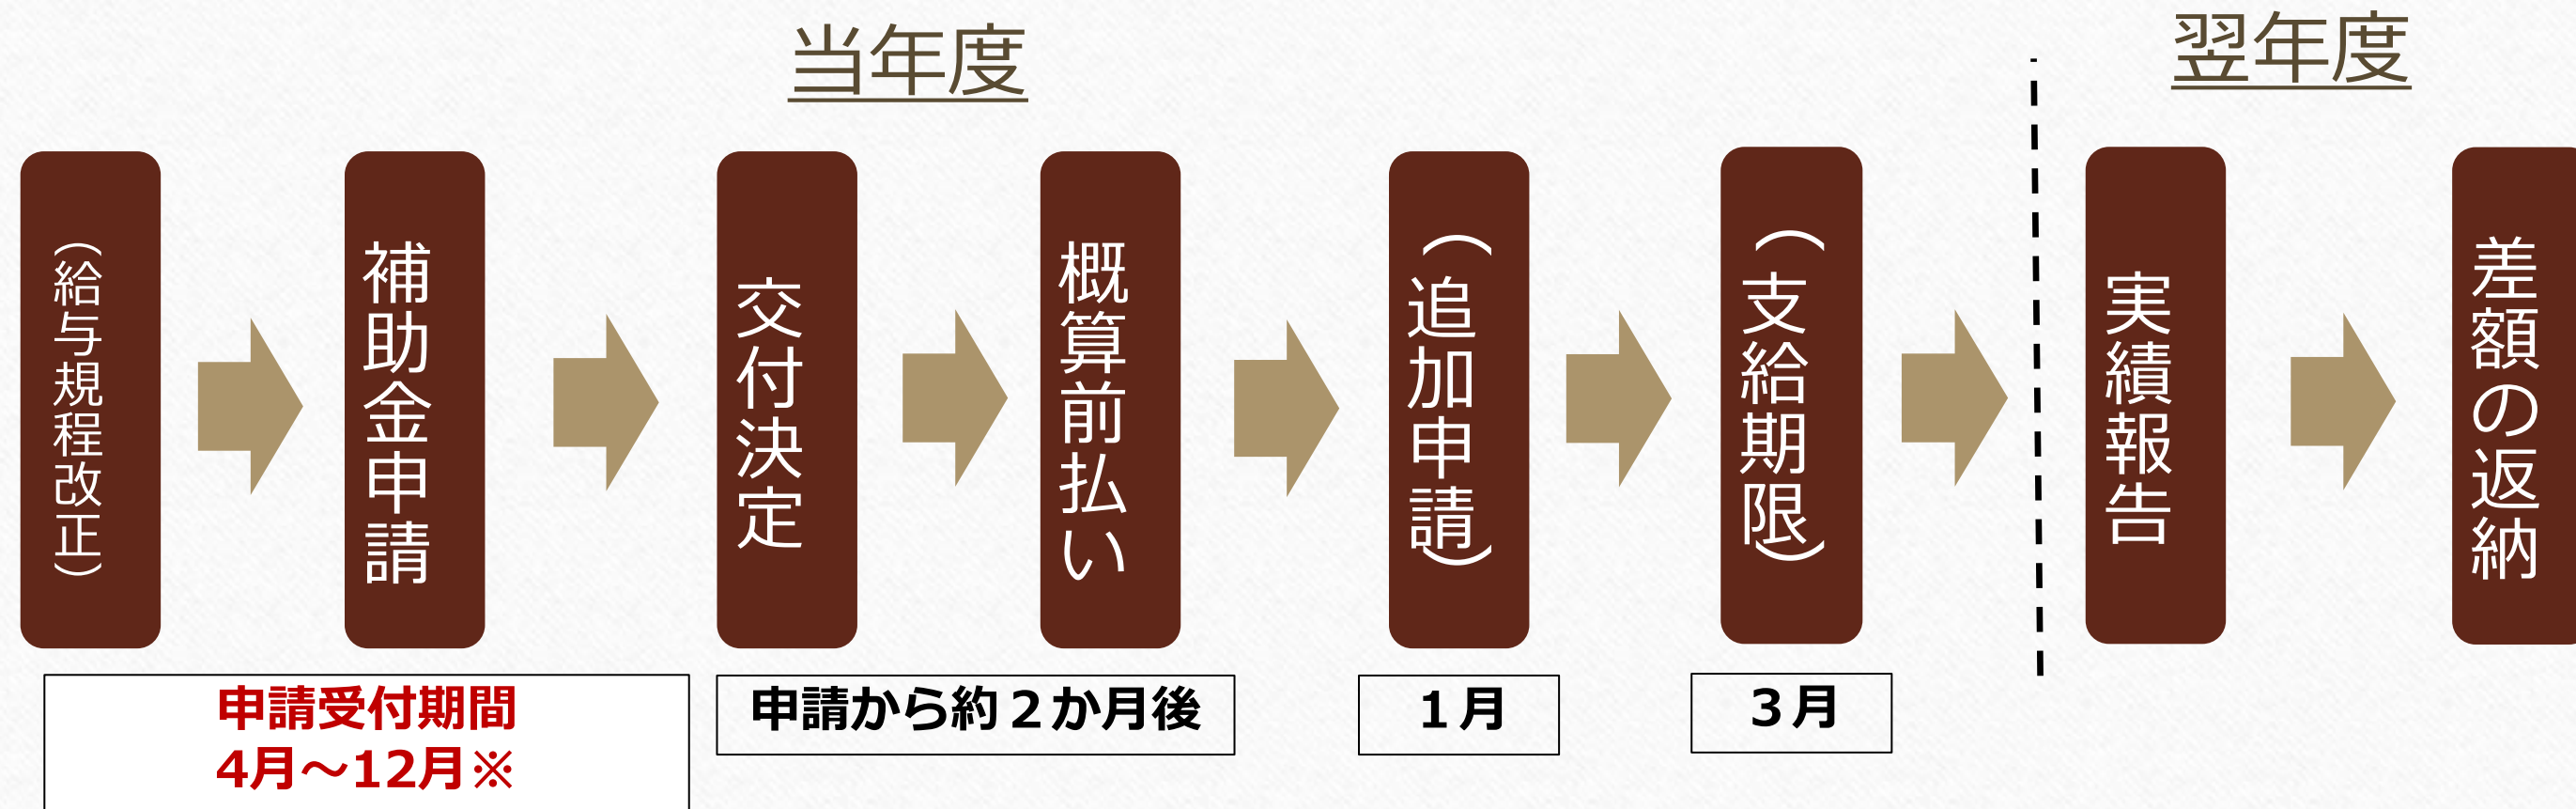 当年度
翌年度
（給与規程改正）
補助金申請
交付決定
概算前払い
（追加申請）
（支給期限）
実績報告
差額の返納
申請受付期間
4月～12月※
申請から約２か月後
１月
３月